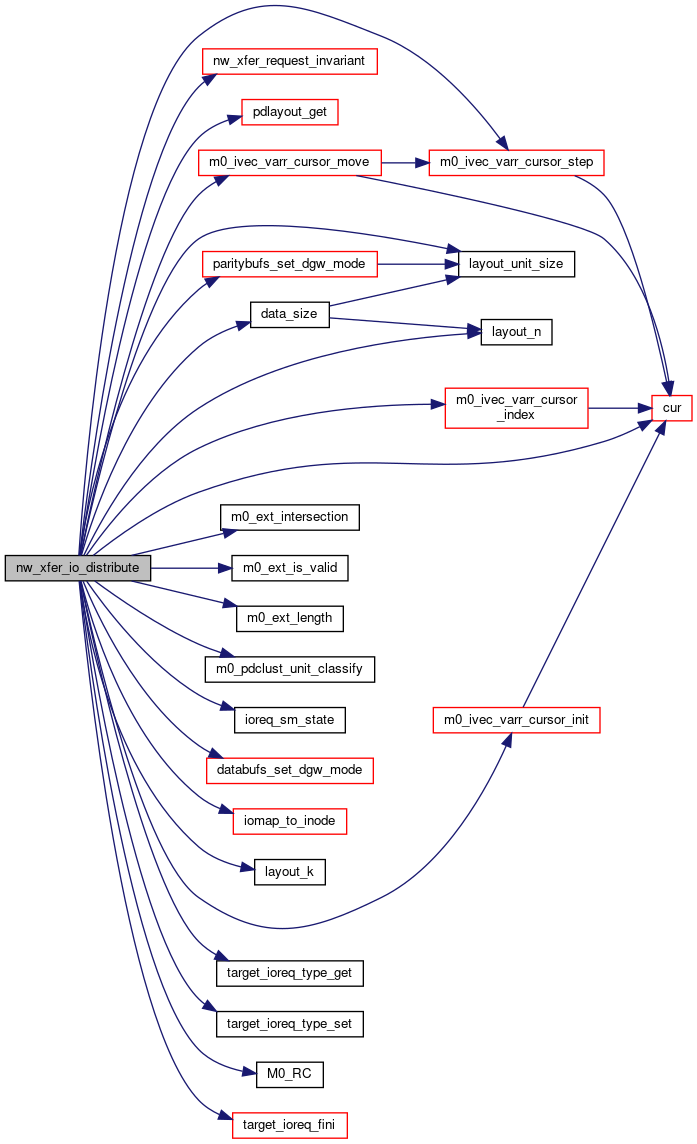 nw_xfer_request_invariant
pdlayout_get
m0_ivec_varr_cursor_move
m0_ivec_varr_cursor_step
paritybufs_set_dgw_mode
layout_unit_size
data_size
layout_n
m0_ivec_varr_cursor
_index
cur
m0_ext_intersection
nw_xfer_io_distribute
m0_ext_is_valid
m0_ext_length
m0_pdclust_unit_classify
ioreq_sm_state
m0_ivec_varr_cursor_init
databufs_set_dgw_mode
iomap_to_inode
layout_k
target_ioreq_type_get
target_ioreq_type_set
M0_RC
target_ioreq_fini